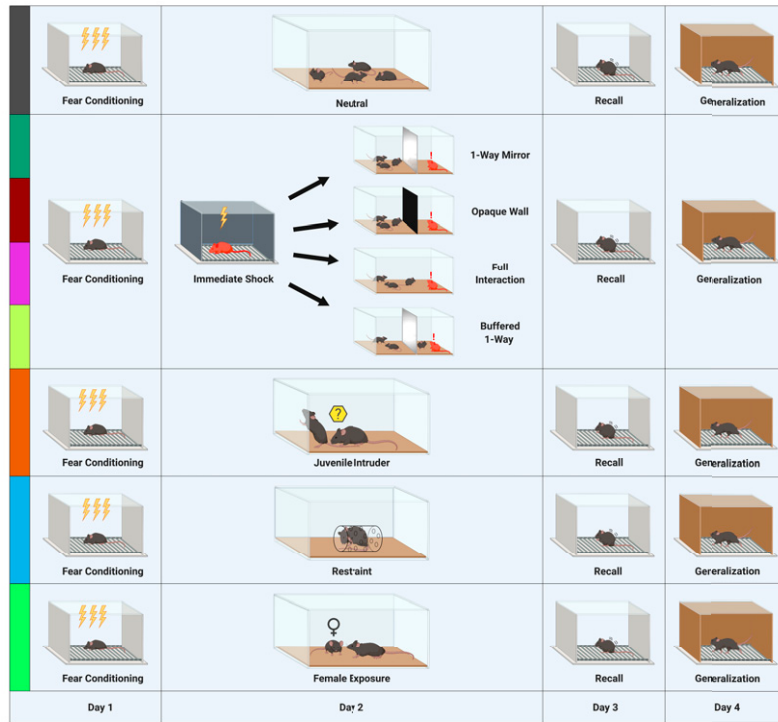 Fear Conditioning
Neutral
Recall
Generalization
1-Way Mirror
Opaque Wall
Fear Conditioning
Immediate Shock
Full
Interaction
Recall
Generalization
Buffered
1-Way
?
Fear Conditioning
Juvenile Intruder
Recall
Generalization
Fear Conditioning
Restraint
Recall
Generalization
♀
Fear Conditioning
Female Exposure
Recall
Generalization
Day 1
Day 2
Day 3
Day 4